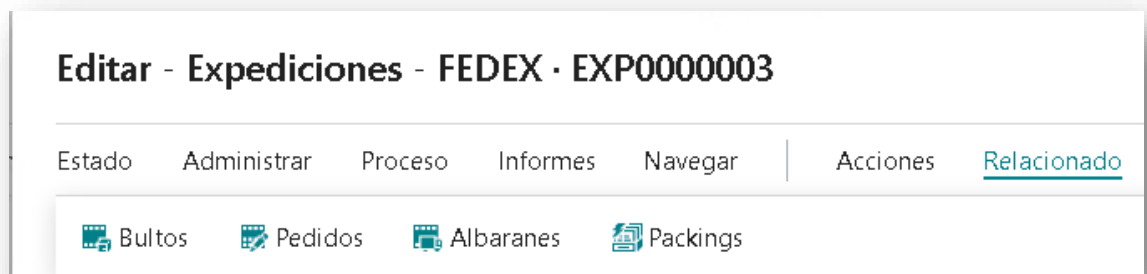 Editar - Expediciones - FEDEX · EXP0000003
Estado Administrar Proceso Informes Navegar Acciones Relacionado
Bultos Pedidos Albaranes Packings